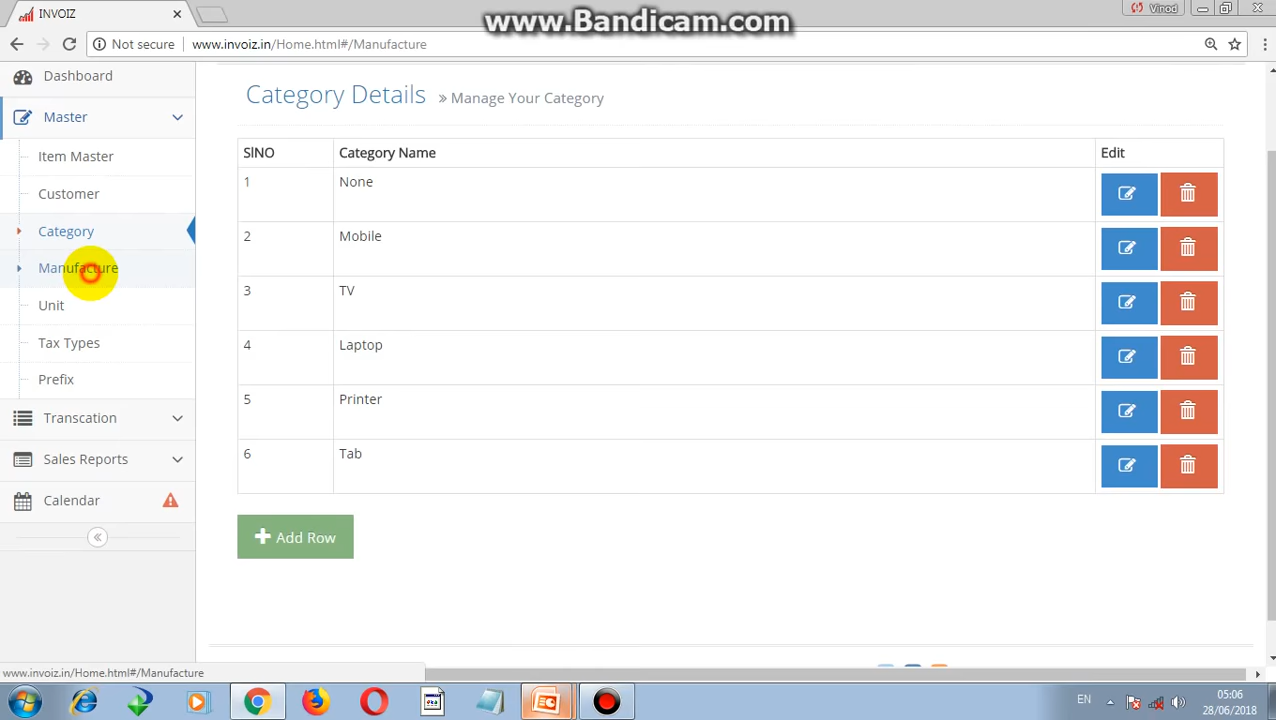 INVOIZ
www.Bandicam.com
Vinod
Not secure
www.invoiz.in/Home.html#/Manufacture
Dashboard
Master
Item Master
Customer
Category
Manufacture
Unit
Tax Types
Prefix
Transcation
Sales Reports
Calendar
Category Details » Manage Your Category
SlNO Category Name Edit
1 None
2 Mobile
3 TV
4 Laptop
5 Printer
6 Tab
Add Row
www.invoiz.in/Home.html#/Manufacture
EN
05:06
28/06/2018